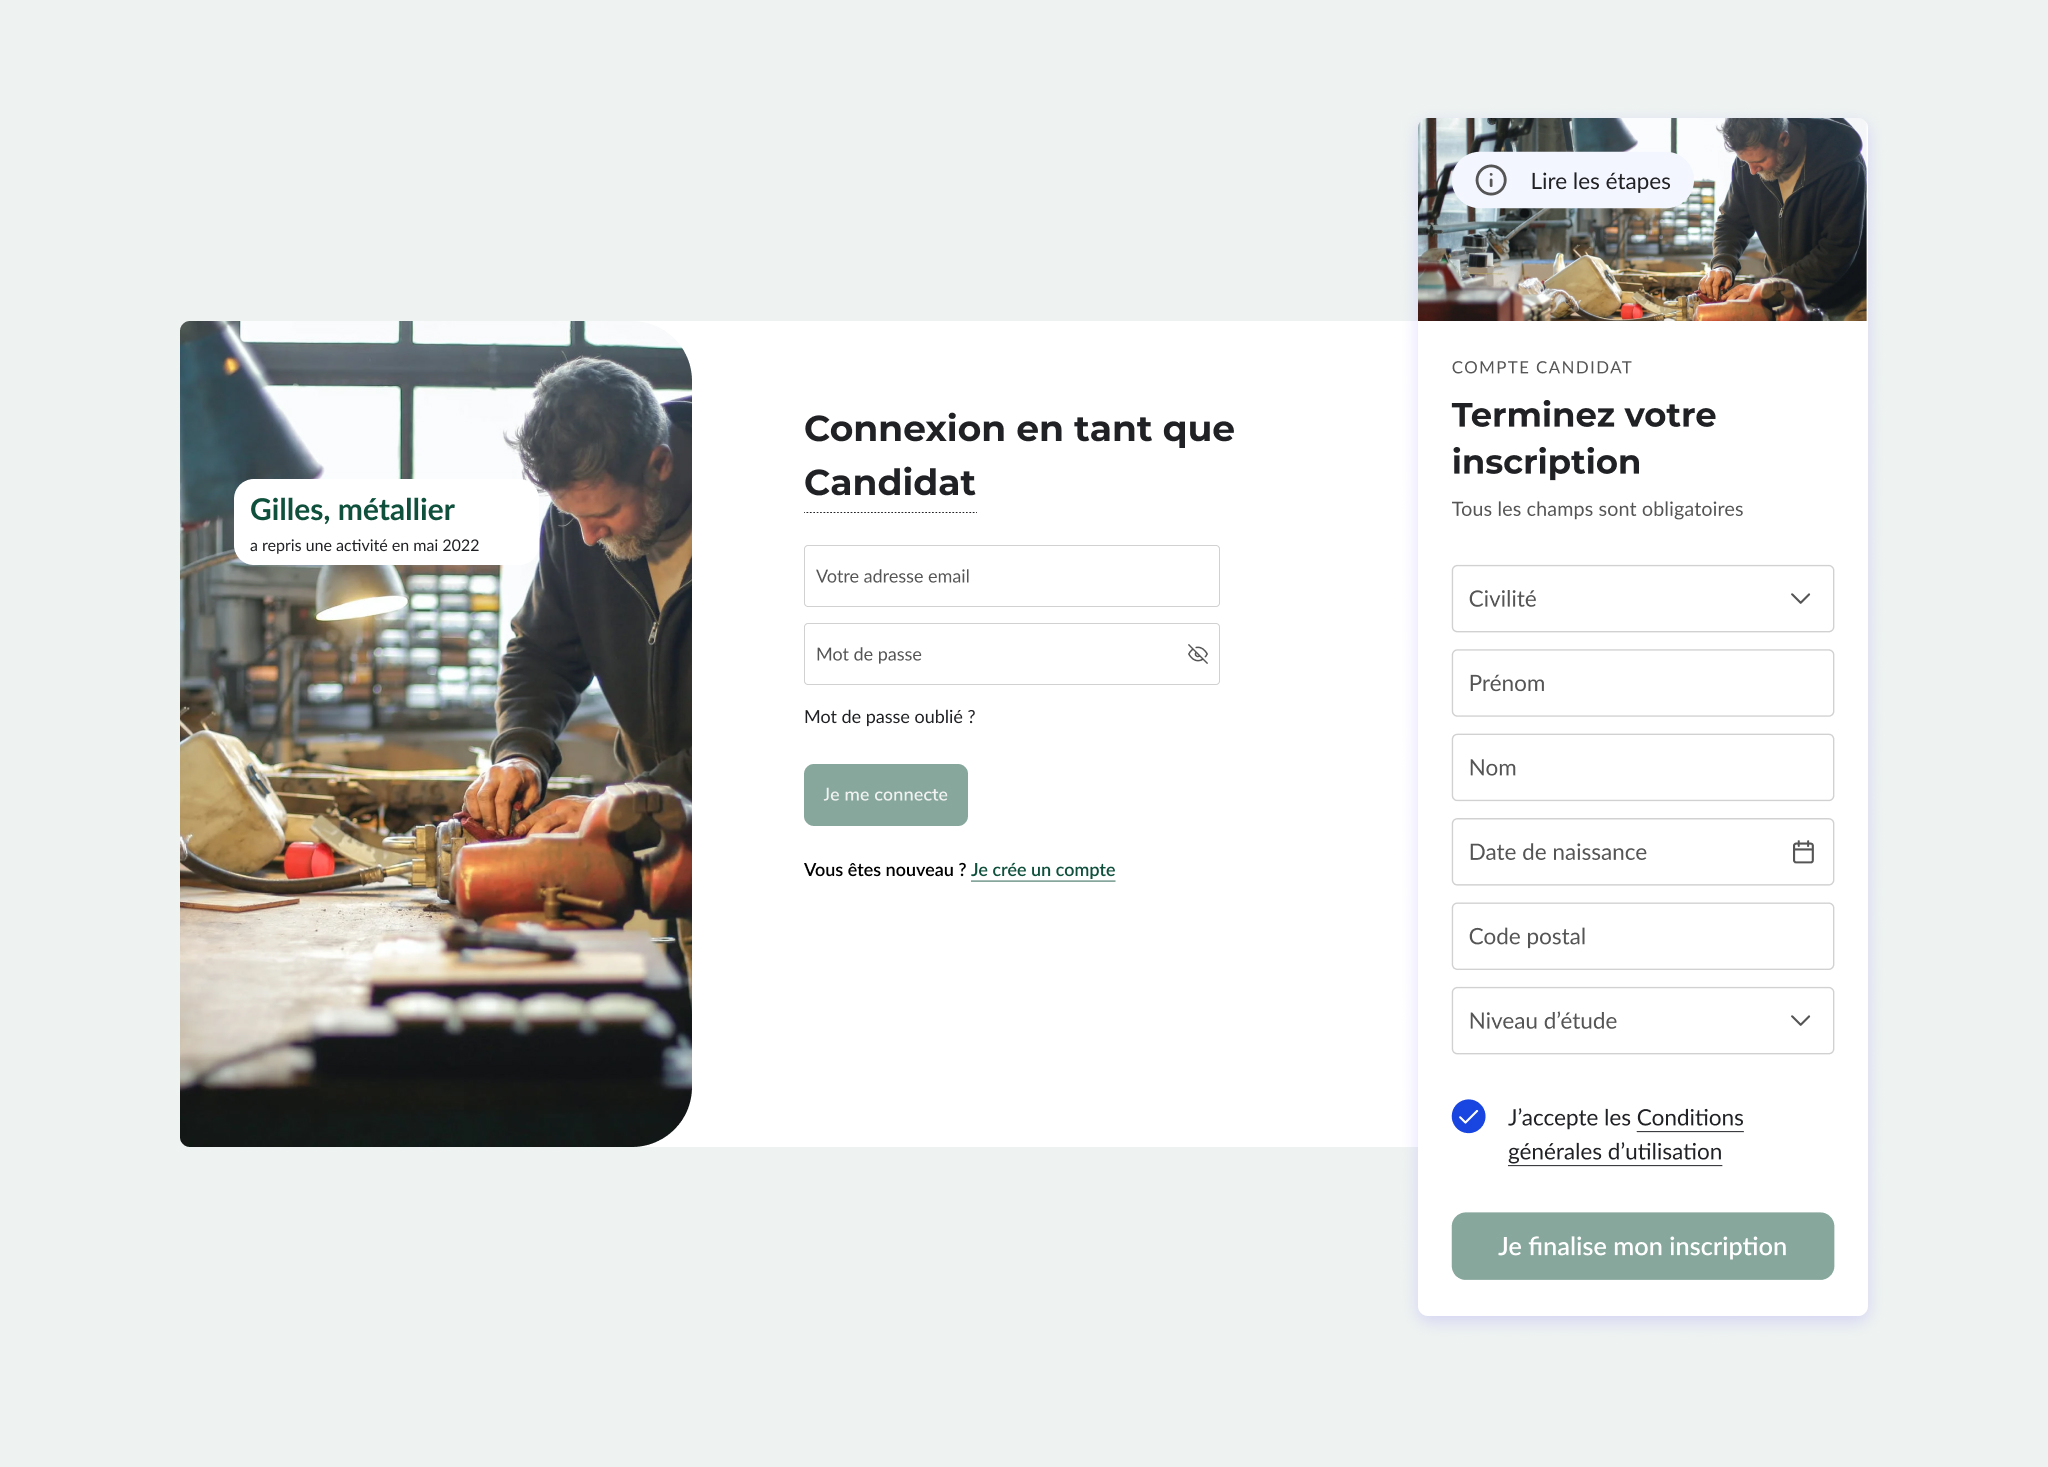 Gilles, métallier
a repris une activité en mai 2022
Connexion en tant que
Candidat
Votre adresse email
Mot de passe
Mot de passe oublié ?
Je me connecte
Vous êtes nouveau ? Je crée un compte
Lire les étapes
COMPTE CANDIDAT
Terminez votre
inscription
Tous les champs sont obligatoires
Civilité
Prénom
Nom
Date de naissance
Code postal
Niveau d’étude
J’accepte les Conditions
générales d’utilisation
Je finalise mon inscription